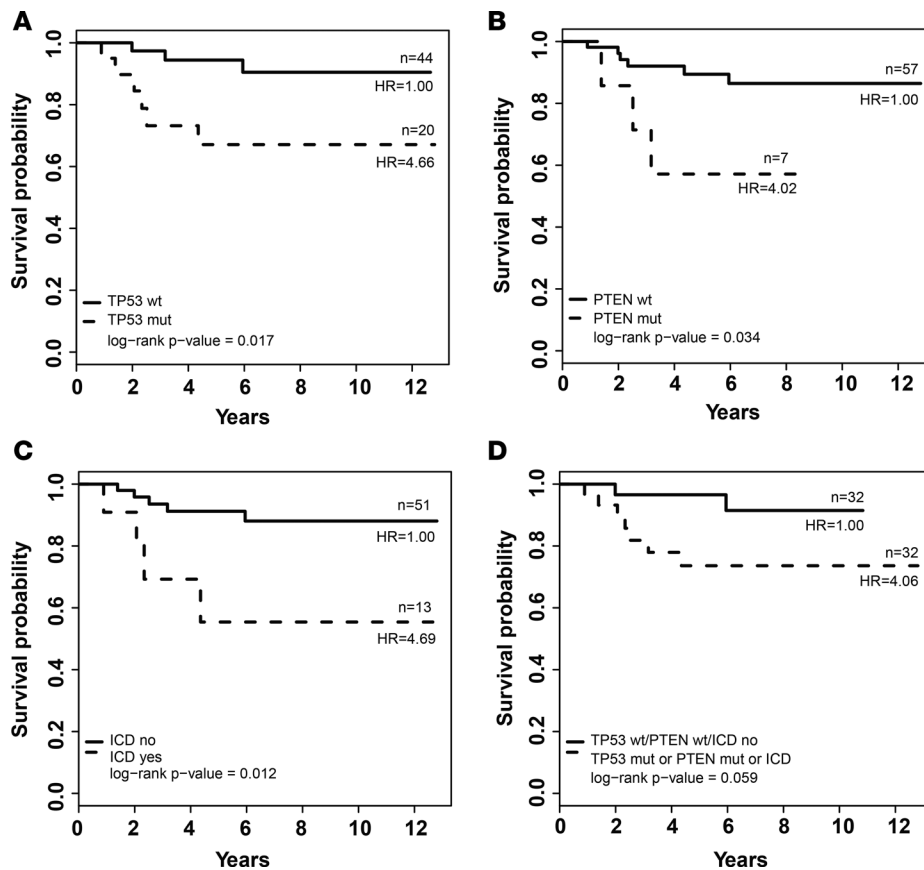 A
Survival probability
1.0
0.8
0.6
0.4
0.2
0.0
n=44
HR=1.00
n=20
HR=4.66
TP53 wt
TP53 mut
log-rank p-value = 0.017
0 2 4 6 8 10 12
Years
B
Survival probability
1.0
0.8
0.6
0.4
0.2
0.0
n=57
HR=1.00
n=7
HR=4.02
PTEN wt
PTEN mut
log-rank p-value = 0.034
0 2 4 6 8 10 12
Years
C
Survival probability
1.0
0.8
0.6
0.4
0.2
0.0
n=51
HR=1.00
n=13
HR=4.69
ICD no
ICD yes
log-rank p-value = 0.012
0 2 4 6 8 10 12
Years
D
Survival probability
1.0
0.8
0.6
0.4
0.2
0.0
n=32
HR=1.00
n=32
HR=4.06
TP53 wt/PTEN wt/ICD no
TP53 mut or PTEN mut or ICD
log-rank p-value = 0.059
0 2 4 6 8 10 12
Years